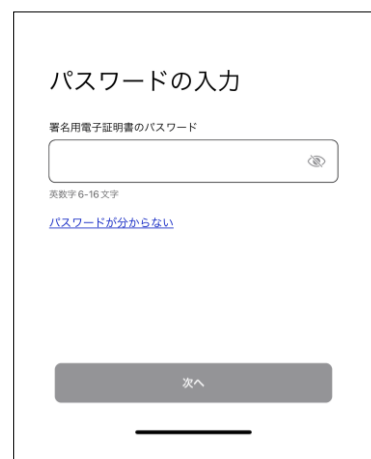 パスワードの入力
署名用電子証明書のパスワード
英数字6-16文字
パスワードが分からない
次へ